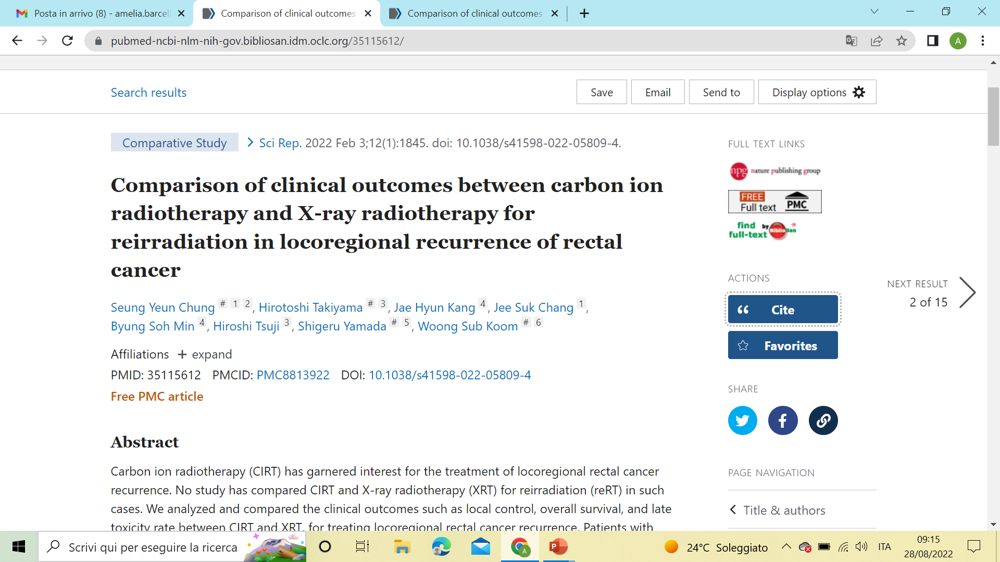 Posta in arrivo (8) - amelia.barcell
Comparison of clinical outcomes
Comparison of clinical outcomes
pubmed-ncbi-nlm-nih-gov.bibliosan.idm.oclc.org/35115612/
A
Search results
Save
Email
Send to
Display options
Comparative Study
Sci Rep. 2022 Feb 3;12(1):1845. doi: 10.1038/s41598-022-05809-4.
Comparison of clinical outcomes between carbon ion
radiotherapy and X-ray radiotherapy for
reirradiation in locoregional recurrence of rectal
cancer
Seung Yeun Chung # 1 2, Hirotoshi Takiyama # 3, Jae Hyun Kang 4, Jee Suk Chang 1,
Byung Soh Min 4, Hiroshi Tsuji 3, Shigeru Yamada # 5, Woong Sub Koom # 6
Affiliations + expand
PMID: 35115612 PMCID: PMC8813922 DOI: 10.1038/s41598-022-05809-4
Free PMC article
Abstract
Carbon ion radiotherapy (CIRT) has garnered interest for the treatment of locoregional rectal cancer
recurrence. No study has compared CIRT and X-ray radiotherapy (XRT) for reirradiation (reRT) in such
cases. We analyzed and compared the clinical outcomes such as local control, overall survival, and late
toxicity rate between CIRT and XRT, for treating locoregional rectal cancer recurrence. Patients with
FULL TEXT LINKS
npg nature publishing group
FREE
Full text PMC
find by BiblioSan
full-text
ACTIONS
Cite
Favorites
NEXT RESULT
2 of 15
SHARE
PAGE NAVIGATION
Title & authors
Scrivi qui per eseguire la ricerca
A
P
24°C Soleggiato
ITA
09:15
28/08/2022